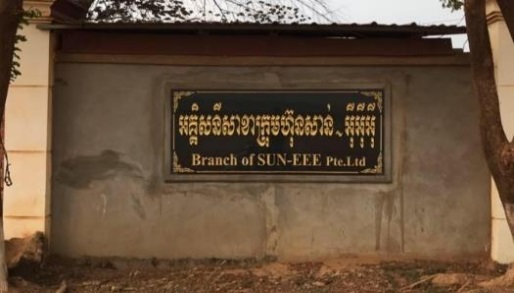 អគ្គិសនីសាខាក្រុមហ៊ុនសាន់-អ៊ីអ៊ីអ៊ី
Branch of SUN-EEE Pte.Ltd